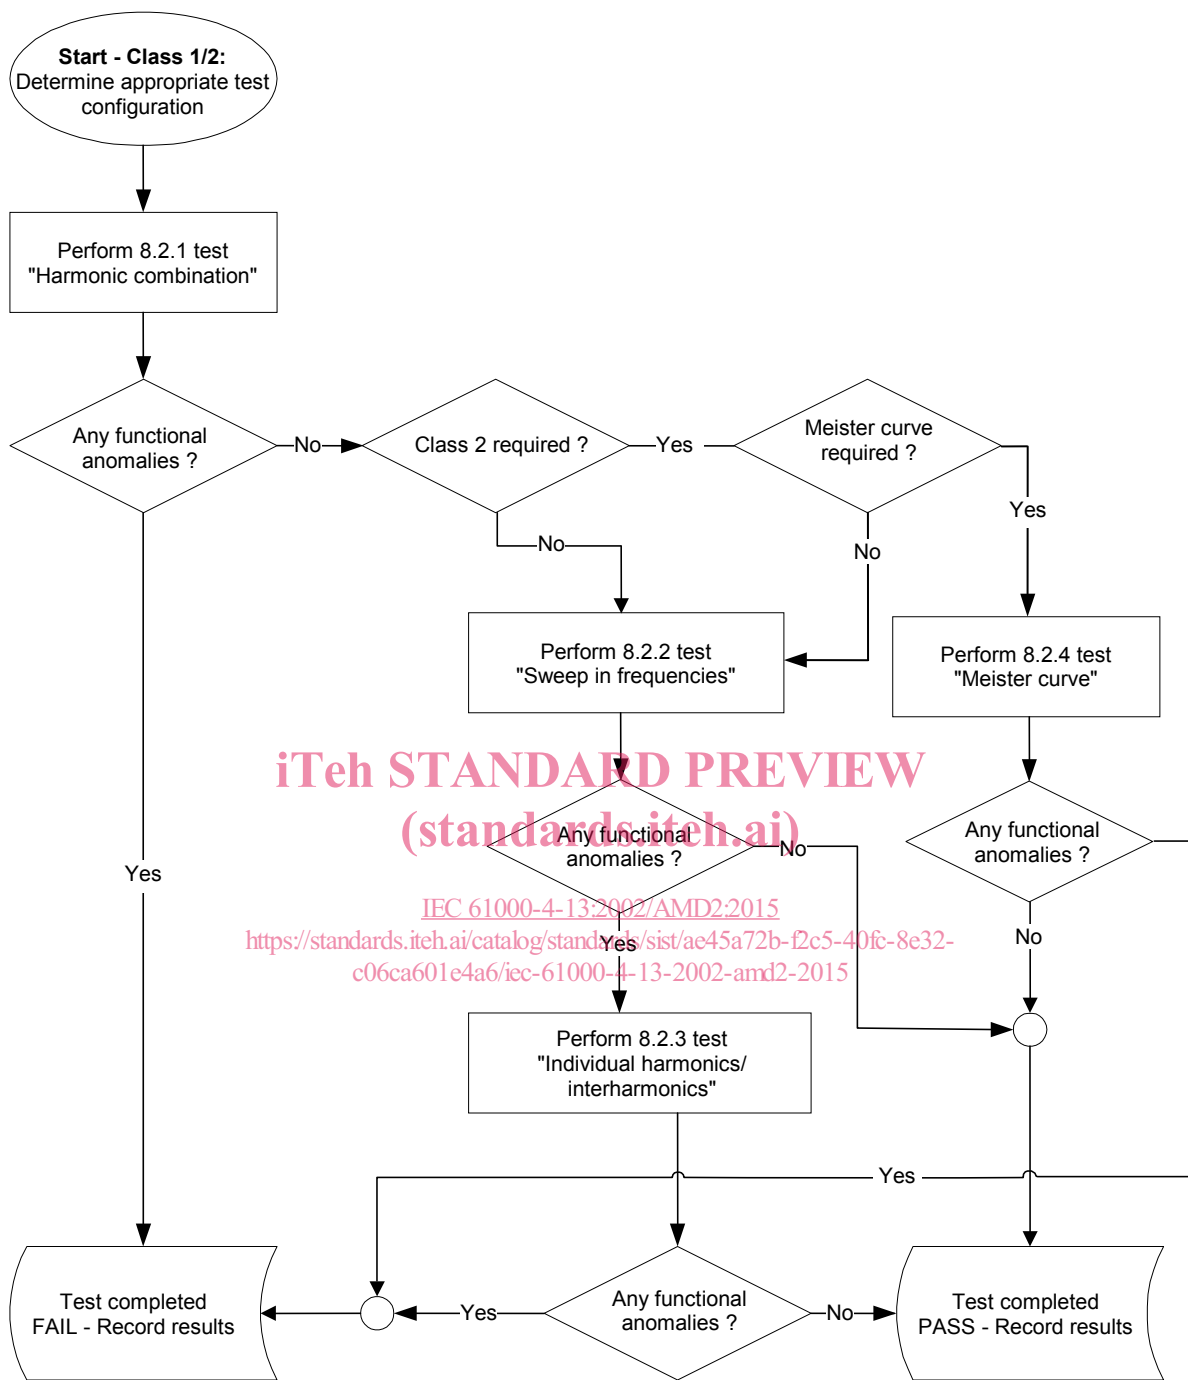 Start - Class 1/2:
Determine appropriate test
configuration
Perform 8.2.1 test
"Harmonic combination"
Any functional
anomalies ?
No
Class 2 required ?
Yes
Meister curve
required ?
Yes
No
No
Perform 8.2.2 test
"Sweep in frequencies"
Perform 8.2.4 test
"Meister curve"
iTeh STANDARD PREVIEW
(standards.iteh.ai)
Any functional
anomalies ?
No
Any functional
anomalies ?
Yes
IEC 61000-4-13:2002/AMD2:2015
https://standards.iteh.ai/catalog/standards/sist/ae45a72b-f2c5-40fc-8e32-
c06ca601e4a6/iec-61000-4-13-2002-amd2-2015
Yes
No
Perform 8.2.3 test
"Individual harmonics/
interharmonics"
Yes
Test completed
FAIL - Record results
Yes
Any functional
anomalies ?
No
Test completed
PASS - Record results